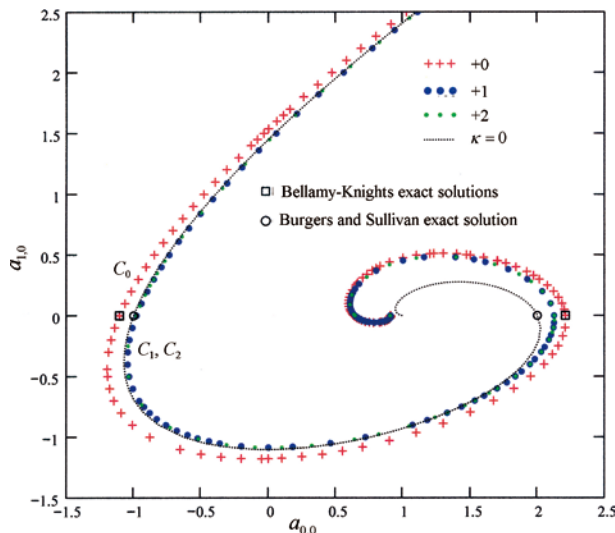 2.5
2
1.5
1
0.5
0
−0.5
−1
−1.5
a1,0
+++ +0
+1
+2
κ = 0
Bellamy-Knights exact solutions
Burgers and Sullivan exact solution
C0
C1, C2
−1.5 −1 −0.5 0 0.5 1 1.5 2 2.5
a0,0